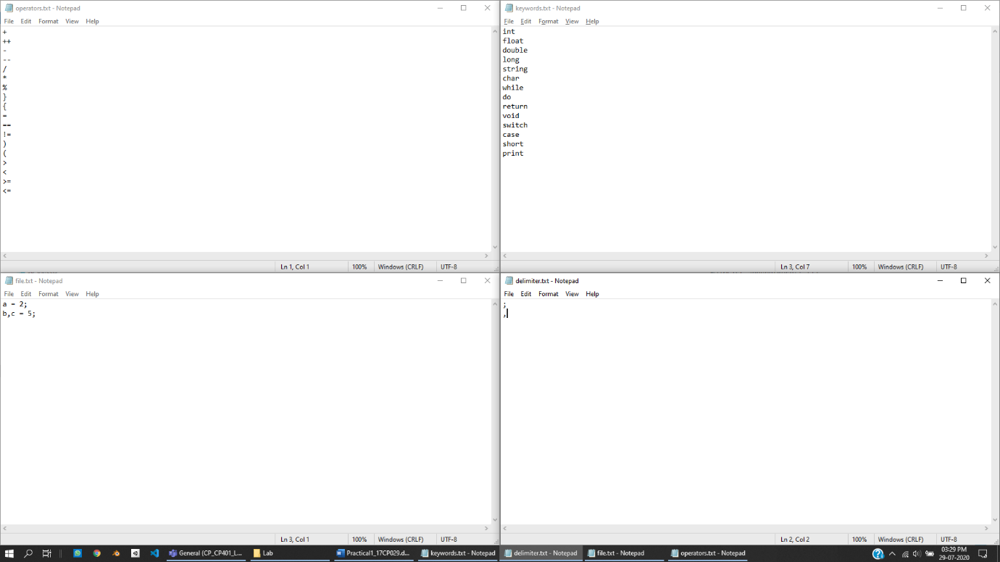 operators.txt - Notepad
File Edit Format View Help
+
++
-
--
/
*
%
}
{
=
==
!=
)
(
>
<
>=
<=
Ln 1, Col 1 100% Windows (CRLF) UTF-8
keywords.txt - Notepad
File Edit Format View Help
int
float
double
long
string
char
while
do
return
void
switch
case
short
print
Ln 3, Col 7 100% Windows (CRLF) UTF-8
file.txt - Notepad
File Edit Format View Help
a = 2;
b,c = 5;
Ln 3, Col 1 100% Windows (CRLF) UTF-8
delimiter.txt - Notepad
File Edit Format View Help
;
,
Ln 2, Col 2 100% Windows (CRLF) UTF-8
General (CP_CP401_L... Lab Practical1_17CP029.d... keywords.txt - Notepad delimiter.txt - Notepad file.txt - Notepad operators.txt - Notepad 03:29 PM
29-07-2020